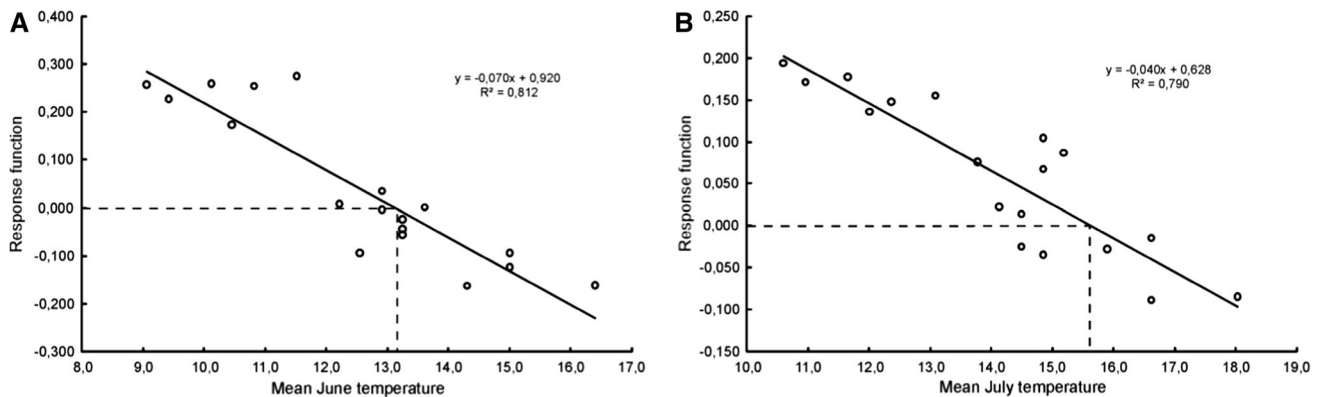 A
0,400
0,300
0,200
0,100
0,000
-0,100
-0,200
-0,300
Response function
y = -0,070x + 0,920
R² = 0,812
8,0 9,0 10,0 11,0 12,0 13,0 14,0 15,0 16,0 17,0
Mean June temperature
B
0,250
0,200
0,150
0,100
0,050
0,000
-0,050
-0,100
-0,150
Response function
y = -0,040x + 0,628
R² = 0,790
10,0 11,0 12,0 13,0 14,0 15,0 16,0 17,0 18,0 19,0
Mean July temperature